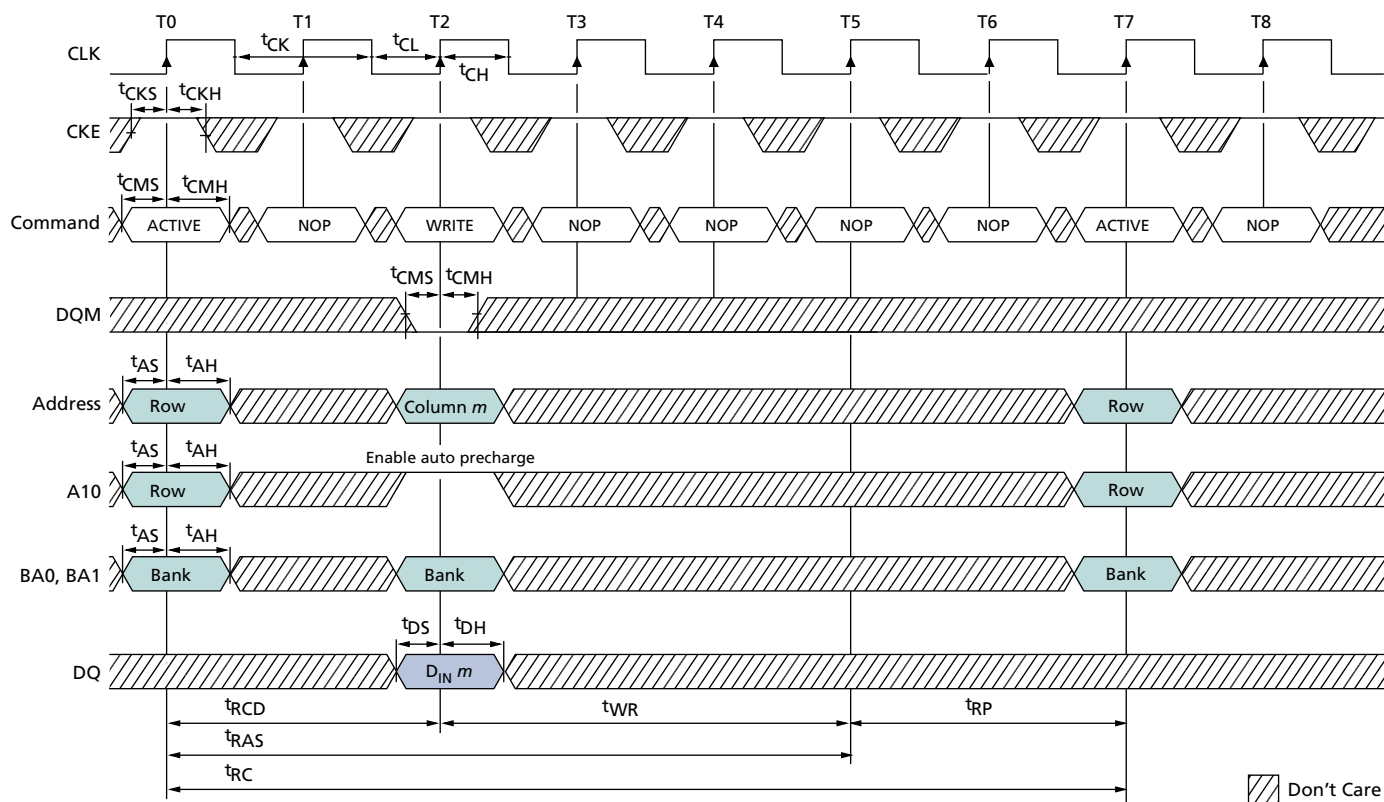 T0 T1 T2 T3 T4 T5 T6 T7 T8
CLK tCK tCL tCH
tCKS tCKH
CKE
tCMS tCMH
Command ACTIVE NOP WRITE NOP NOP NOP NOP ACTIVE NOP
tCMS tCMH
DQM
tAS tAH
Address Row Column m Row
tAS tAH Enable auto precharge
A10 Row Row
tAS tAH
BA0, BA1 Bank Bank Bank
tDS tDH
DQ DIN m
tRCD tWR tRP
tRAS
tRC
Don't Care